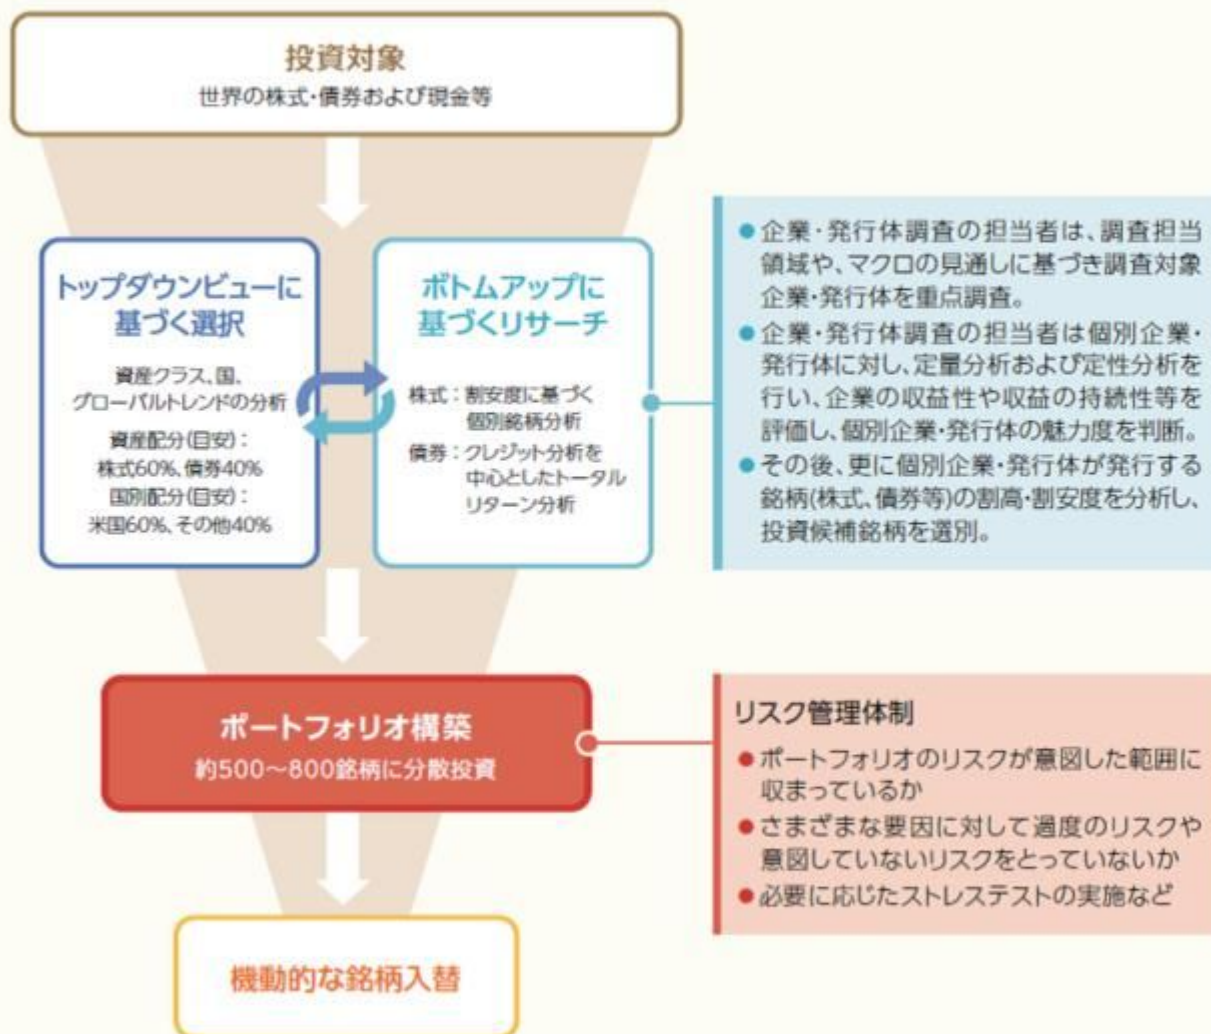 投資対象
世界の株式・債券および現金等
トップダウンビューに
基づく選択
資産クラス、国、
グローバルトレンドの分析
資産配分(目安)：
株式60%、債券40%
国別配分(目安)：
米国60%、その他40%
ボトムアップに
基づくリサーチ
株式：割安度に基づく
個別銘柄分析
債券：クレジット分析を
中心としたトータル
リターン分析
●企業・発行体調査の担当者は、調査担当
領域や、マクロの見通しに基づき調査対象
企業・発行体を重点調査。
●企業・発行体調査の担当者は個別企業・
発行体に対し、定量分析および定性分析を
行い、企業の収益性や収益の持続性等を
評価し、個別企業・発行体の魅力度を判断。
●その後、更に個別企業・発行体が発行する
銘柄(株式、債券等)の割高・割安度を分析し、
投資候補銘柄を選別。
ポートフォリオ構築
約500～800銘柄に分散投資
リスク管理体制
●ポートフォリオのリスクが意図した範囲に
収まっているか
●さまざまな要因に対して過度のリスクや
意図していないリスクをとっていないか
●必要に応じたストレステストの実施など
機動的な銘柄入替